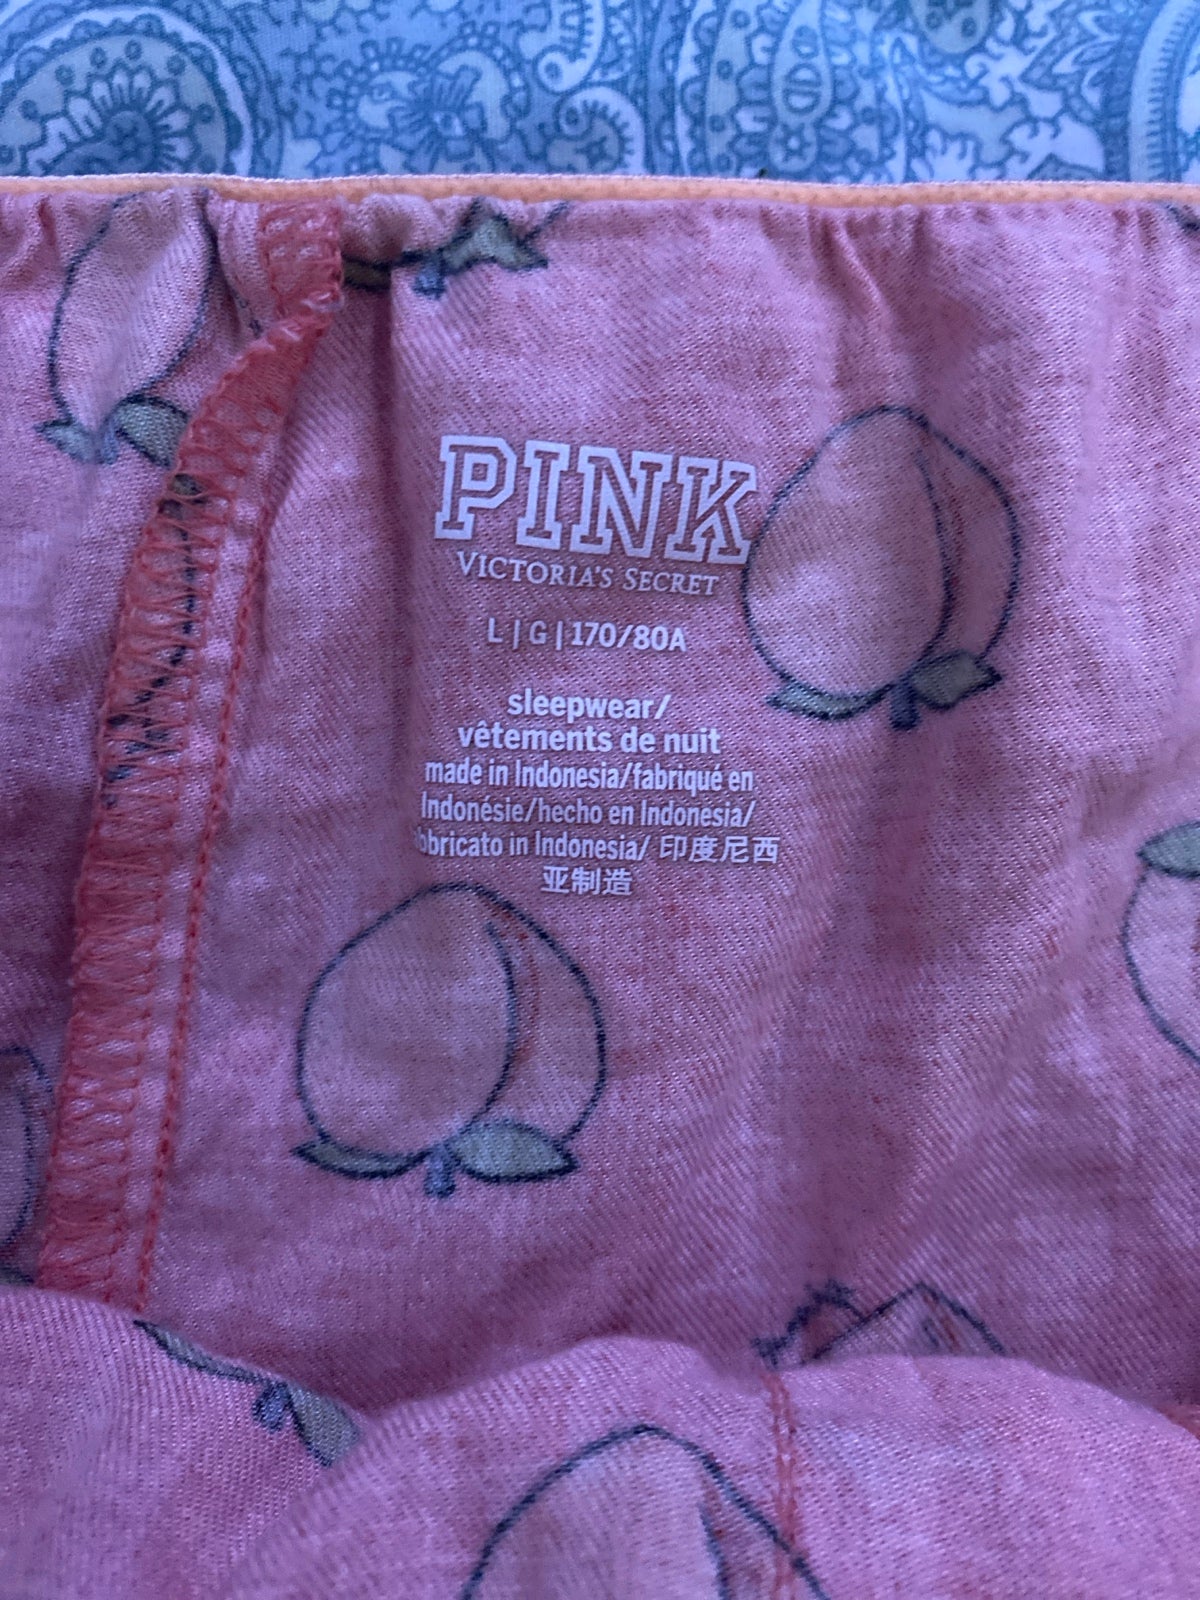 PINK
VICTORIA'S SECRET
L | G | 170/80A
sleepwear/
vêtements de nuit
made in Indonesia/fabriqué en
Indonésie/hecho en Indonesia/
bbricato in Indonesia/ 印度尼西
亚制造